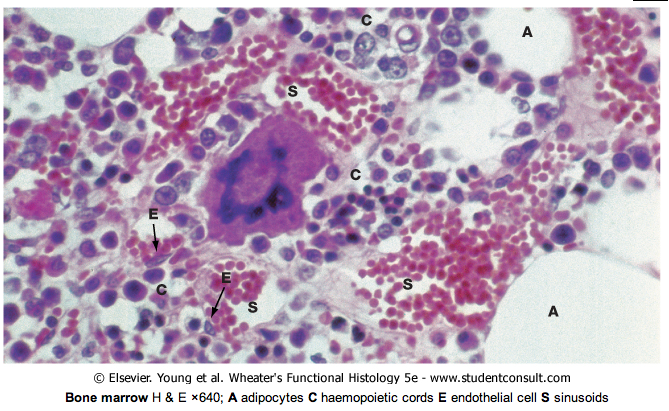 C
A
S
C
E
E
C
S
S
A
© Elsevier. Young et al. Wheater's Functional Histology 5e - www.studentconsult.com
Bone marrow H & E ×640; A adipocytes C haemopoietic cords E endothelial cell S sinusoids